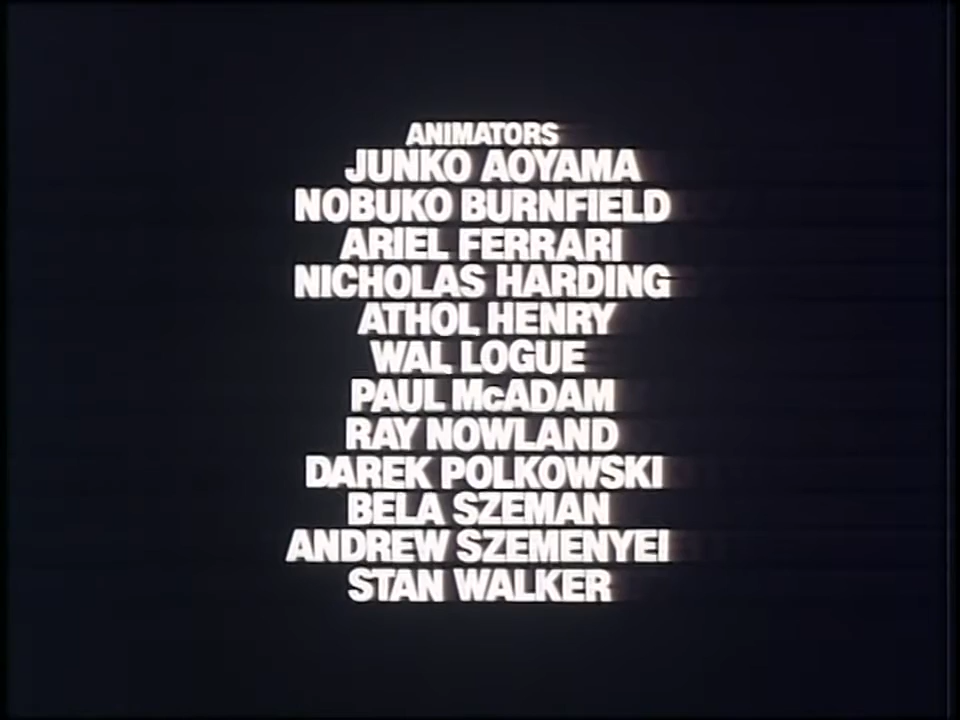 ANIMATORS
JUNKO AOYAMA
NOBUKO BURNFIELD
ARIEL FERRARI
NICHOLAS HARDING
ATHOL HENRY
WAL LOGUE
PAUL McADAM
RAY NOWLAND
DAREK POLKOWSKI
BELA SZEMAN
ANDREW SZEMENYEI
STAN WALKER